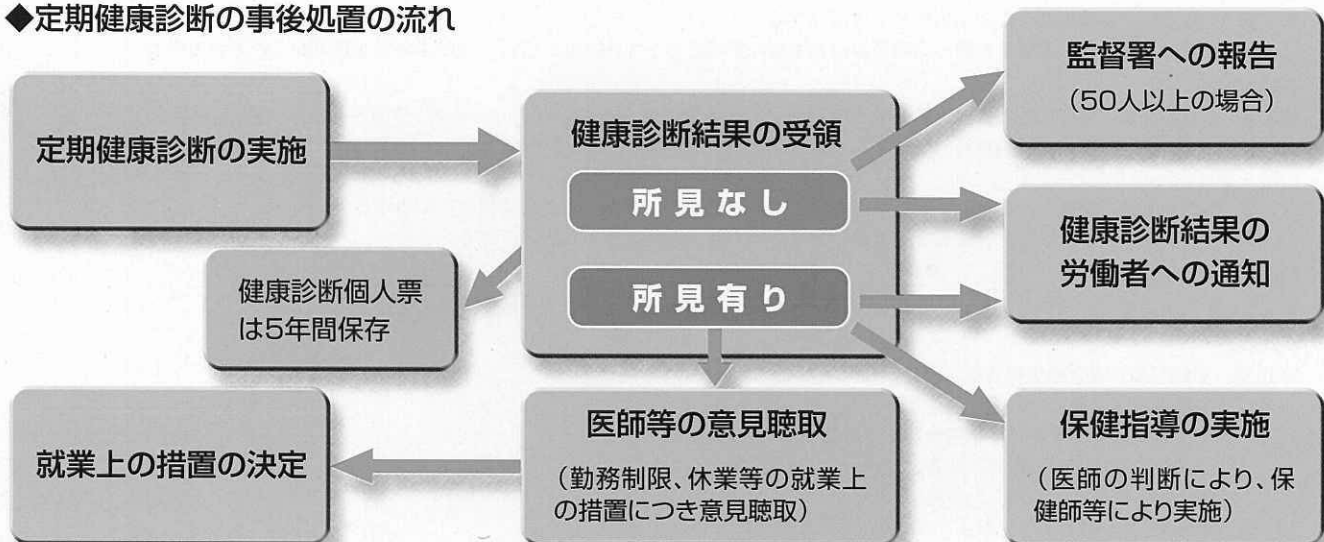 ◆定期健康診断の事後処置の流れ
定期健康診断の実施
健康診断結果の受領
所見なし
所見有り
監督署への報告
（50人以上の場合）
健康診断結果の
労働者への通知
健康診断個人票
は5年間保存
就業上の措置の決定
医師等の意見聴取
（勤務制限、休業等の就業上
の措置につき意見聴取）
保健指導の実施
（医師の判断により、保
健師等により実施）